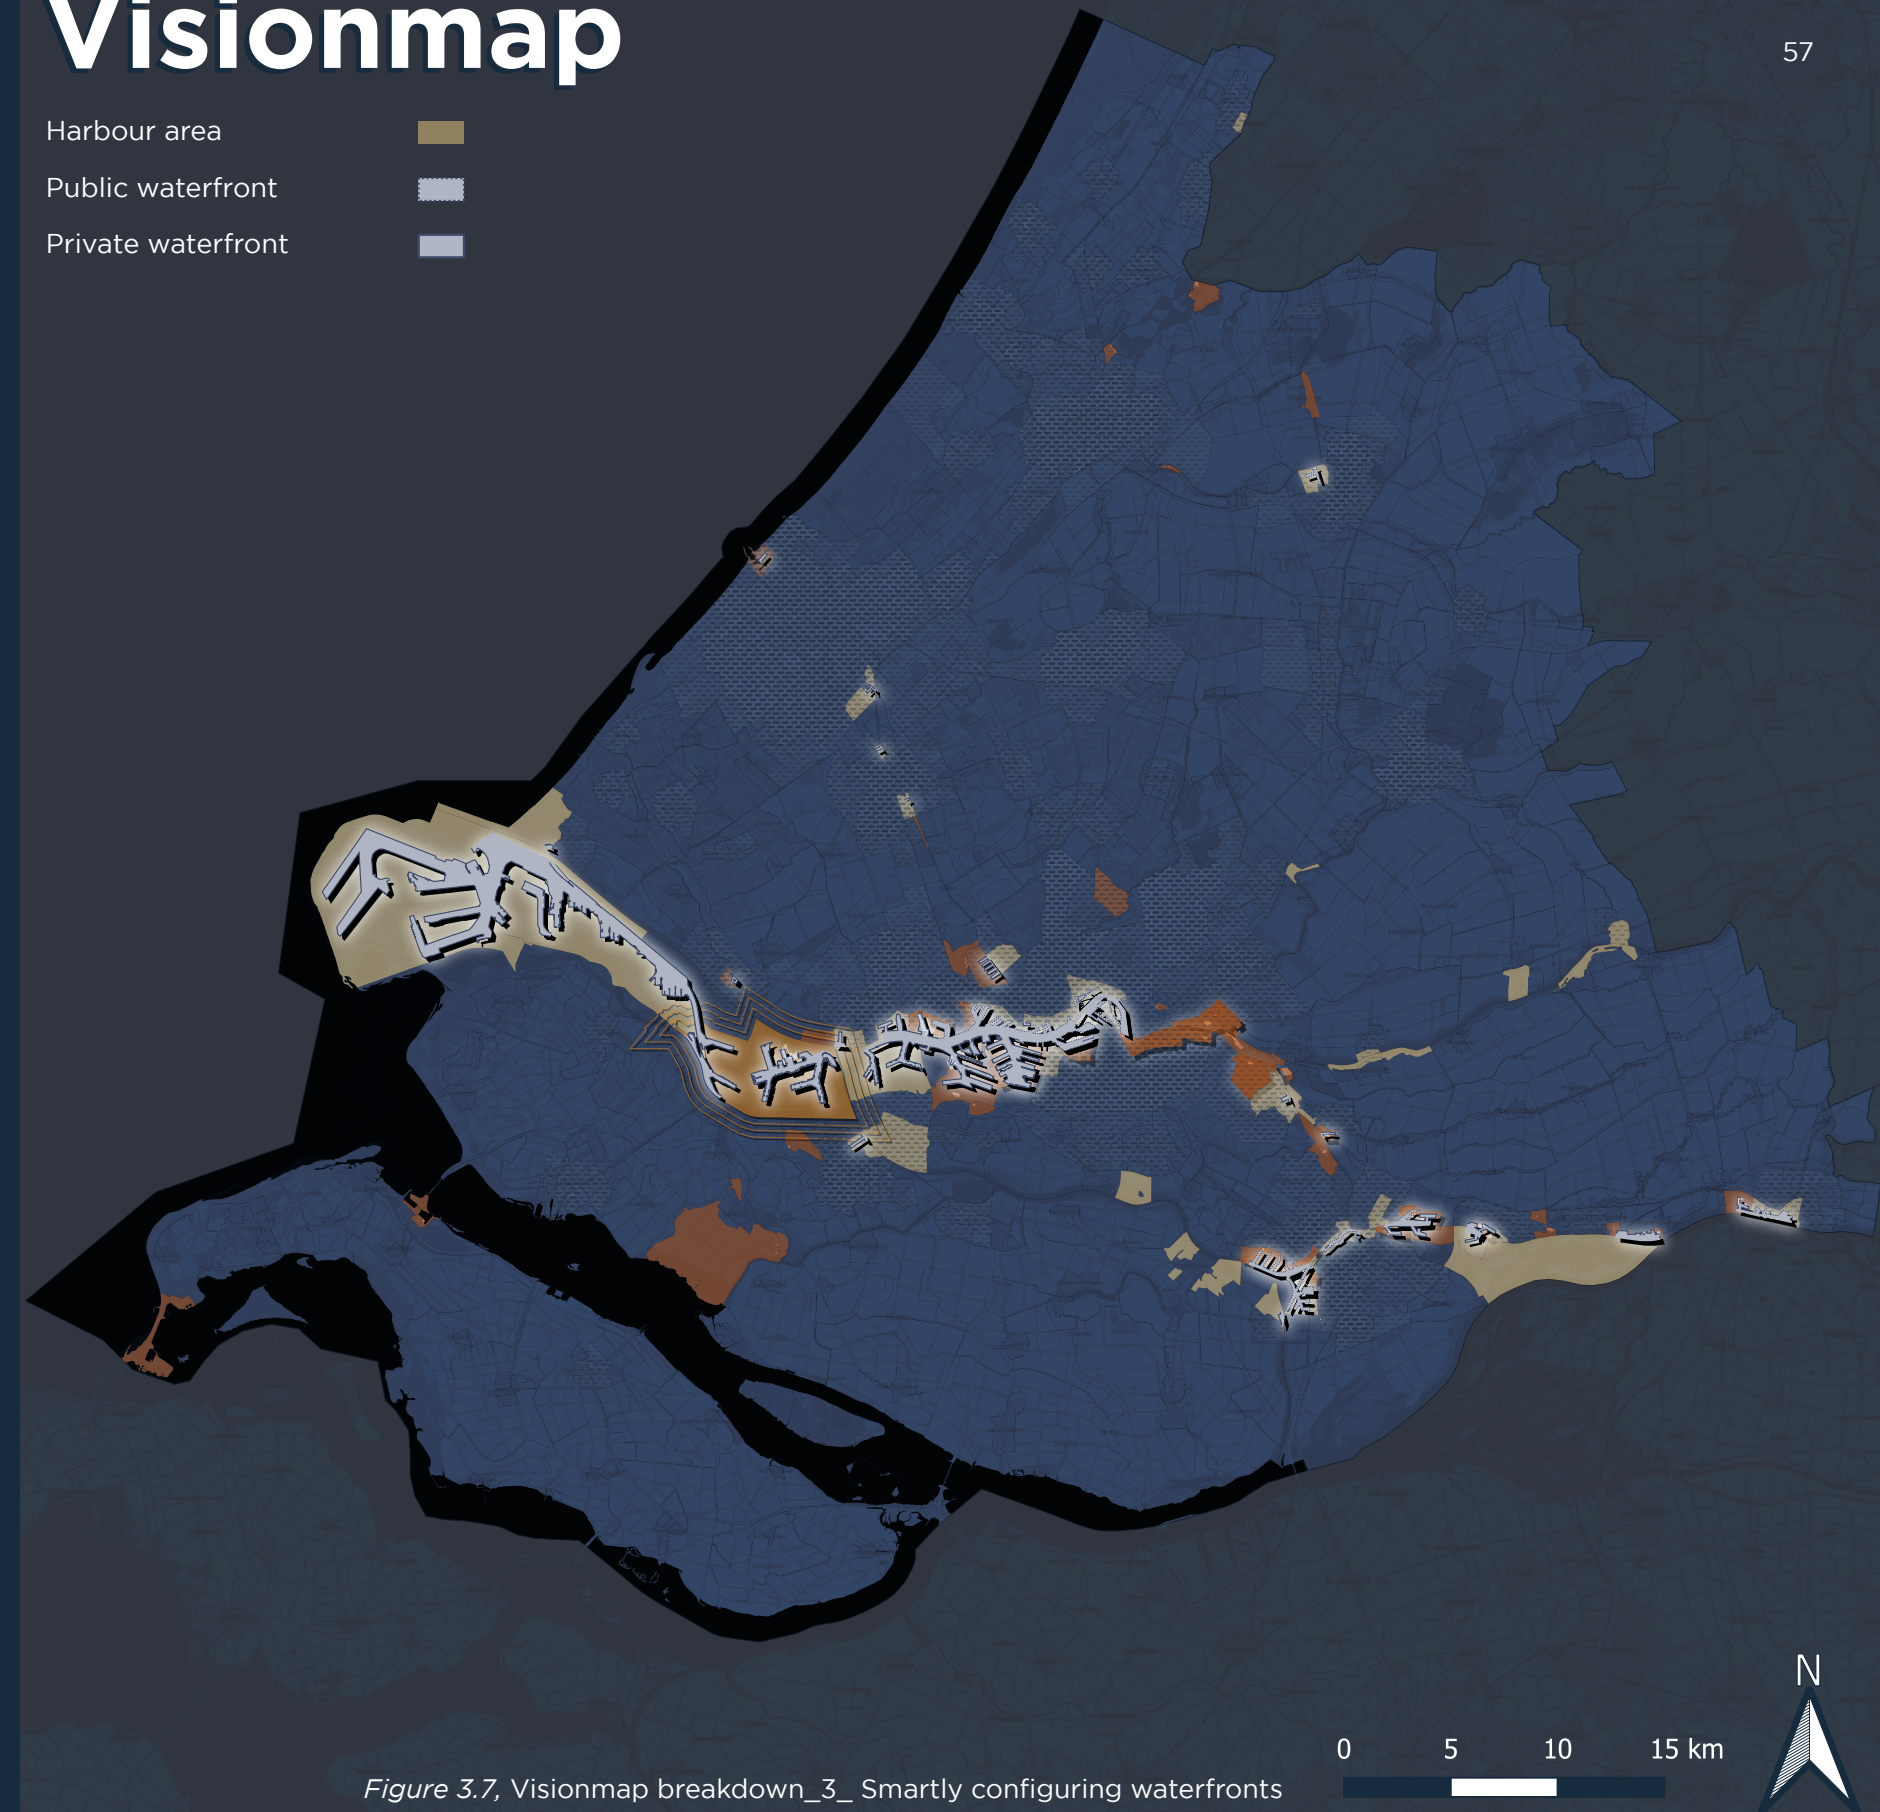 Visionmap
57
Harbour area
Public waterfront
Private waterfront
N
0 5 10 15 km
Figure 3.7, Visionmap breakdown_3_ Smartly configuring waterfronts